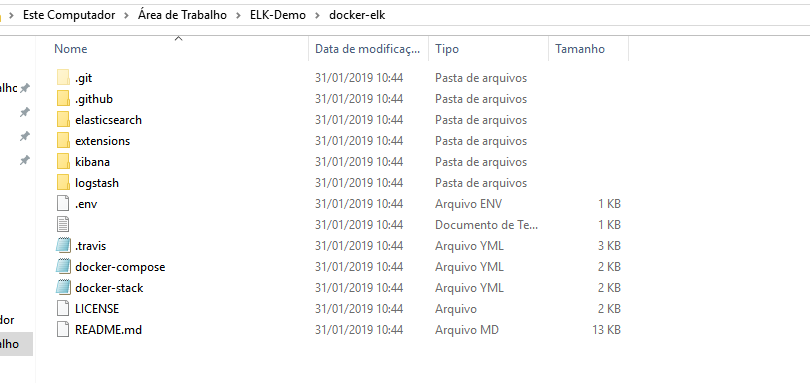 Este Computador > Área de Trabalho > ELK-Demo > docker-elk
Nome Data de modificaç... Tipo Tamanho
.git 31/01/2019 10:44 Pasta de arquivos
.github 31/01/2019 10:44 Pasta de arquivos
elasticsearch 31/01/2019 10:44 Pasta de arquivos
extensions 31/01/2019 10:44 Pasta de arquivos
kibana 31/01/2019 10:44 Pasta de arquivos
logstash 31/01/2019 10:44 Pasta de arquivos
.env 31/01/2019 10:44 Arquivo ENV 1 KB
31/01/2019 10:44 Documento de Te... 1 KB
.travis 31/01/2019 10:44 Arquivo YML 3 KB
docker-compose 31/01/2019 10:44 Arquivo YML 2 KB
docker-stack 31/01/2019 10:44 Arquivo YML 2 KB
LICENSE 31/01/2019 10:44 Arquivo 2 KB
README.md 31/01/2019 10:44 Arquivo MD 13 KB